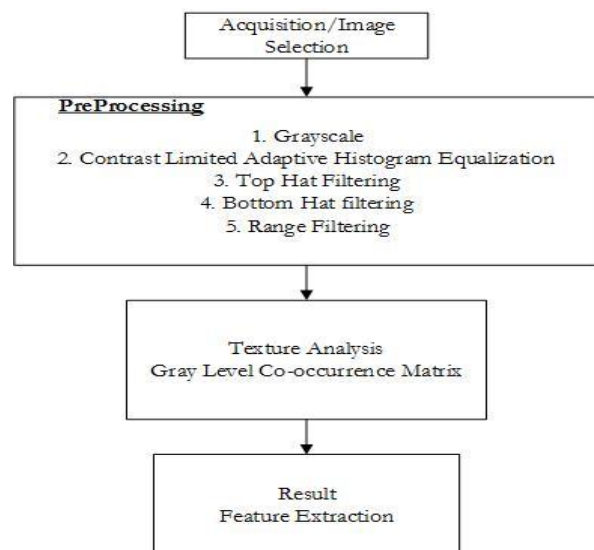 Acquisition/Image
Selection
PreProcessing
1. Grayscale
2. Contrast Limited Adaptive Histogram Equalization
3. Top Hat Filtering
4. Bottom Hat filtering
5. Range Filtering
Texture Analysis
Gray Level Co-occurrence Matrix
Result
Feature Extraction